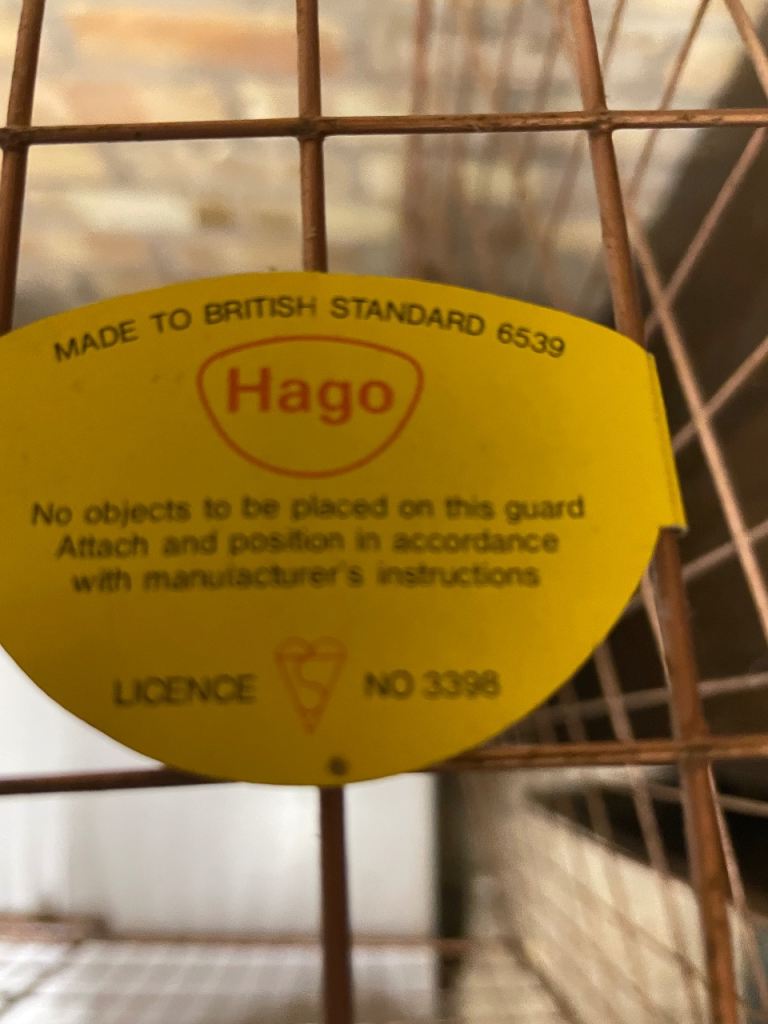 MADE TO BRITISH STANDARD 6539
Hago
No objects to be placed on this guard
Attach and position in accordance
with manufacturer's instructions
LICENCE NO 3398